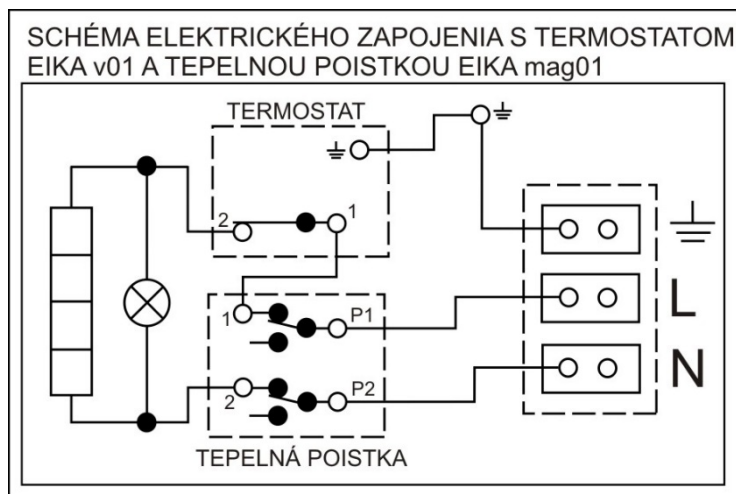 SCHÉMA ELEKTRICKÉHO ZAPOJENIA S TERMOSTATOM
EIKA v01 A TEPELNOU POISTKOU EIKA mag01
TERMOSTAT
2
1
1
P1
L
2
P2
N
TEPELNÁ POISTKA